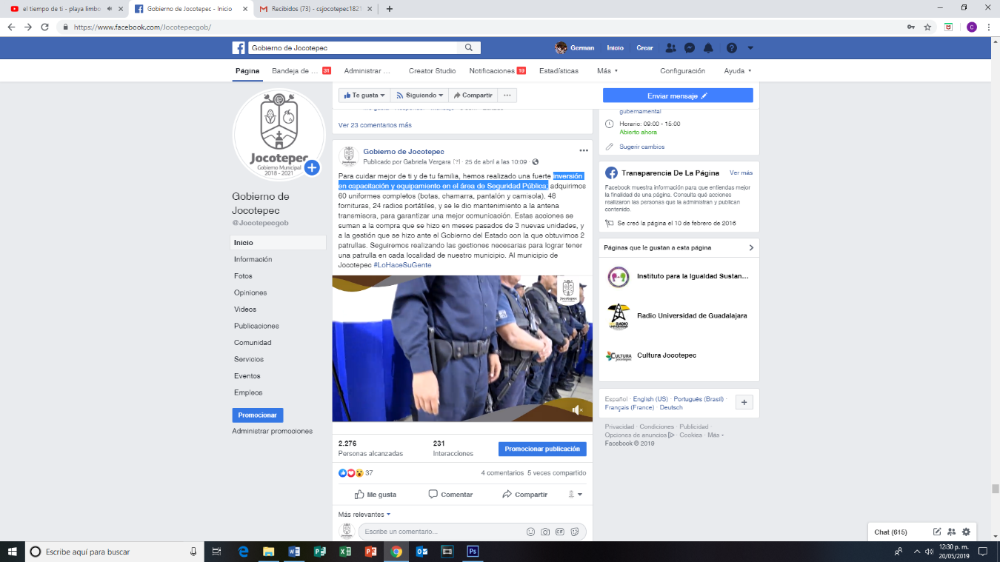 el tiempo de ti - playa limbo
Gobierno de Jocotepec - Inicio
Recibidos (73) - csjocotepec1821
https://www.facebook.com/Jocotepecgob/
C
Gobierno de Jocotepec
German
Inicio
Crear
Página
Bandeja de ... 31
Administrar ...
Creator Studio
Notificaciones 19
Estadísticas
Más
Configuración
Ayuda
Jocotepec
Gobierno Municipal
2018 - 2021
Gobierno de
Jocotepec
@Jocotepecgob
Inicio
Información
Fotos
Opiniones
Videos
Publicaciones
Comunidad
Servicios
Eventos
Empleos
Promocionar
Administrar promociones
Te gusta
Siguiendo
Compartir
Ver 23 comentarios más
Gobierno de Jocotepec
Publicado por Gabriela Vergara [?] · 25 de abril a las 10:09 ·
Para cuidar mejor de ti y de tu familia, hemos realizado una fuerte inversión
en capacitación y equipamiento en el área de Seguridad Pública; adquirimos
60 uniformes completos (botas, chamarra, pantalón y camisola), 48
fornituras, 24 radios portátiles, y se le dio mantenimiento a la antena
transmisora, para garantizar una mejor comunicación. Estas acciones se
suman a la compra que se hizo en meses pasados de 3 nuevas unidades, y
a la gestión que se hizo ante el Gobierno del Estado con la que obtuvimos 2
patrullas. Seguiremos realizando las gestiones necesarias para lograr tener
una patrulla en cada localidad de nuestro municipio. Al municipio de
Jocotepec #LoHaceSuGente
Jocotepec
2.276
Personas alcanzadas
231
Interacciones
Promocionar publicación
37
4 comentarios 5 veces compartido
Me gusta
Comentar
Compartir
Más relevantes
Escribe un comentario...
GIF
Enviar mensaje
gubernamental
Horario: 09:00 - 15:00
Abierto ahora
Sugerir cambios
Transparencia De La Página
Ver más
Facebook muestra información para que entiendas mejor
la finalidad de una página. Consulta qué acciones
realizaron las personas que la administran y publican
contenido.
Se creó la página el 10 de febrero de 2016
Páginas que le gustan a esta página
Instituto para la Igualdad Sustan...
Radio Universidad de Guadalajara
Cultura Jocotepec
Español · English (US) · Português (Brasil) ·
Français (France) · Deutsch
Privacidad · Condiciones · Publicidad ·
Opciones de anuncios · Cookies · Más
Facebook © 2019
Chat (615)
Escribe aquí para buscar
12:30 p. m.
20/05/2019